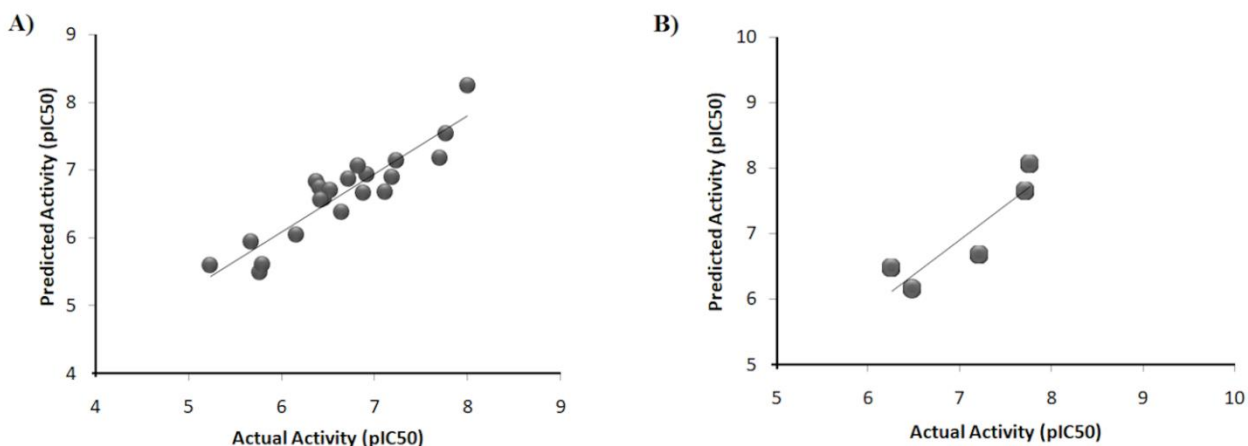 A)
9
8
7
6
5
4
Predicted Activity (pIC50)
4 5 6 7 8 9
Actual Activity (pIC50)
B)
10
9
8
7
6
5
Predicted Activity (pIC50)
5 6 7 8 9 10
Actual Activity (pIC50)